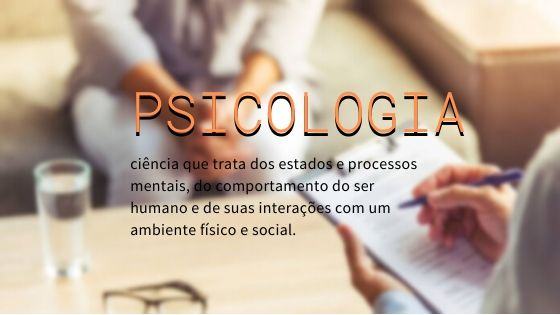 PSICOLOGIA
ciência que trata dos estados e processos
mentais, do comportamento do ser
humano e de suas interações com um
ambiente físico e social.